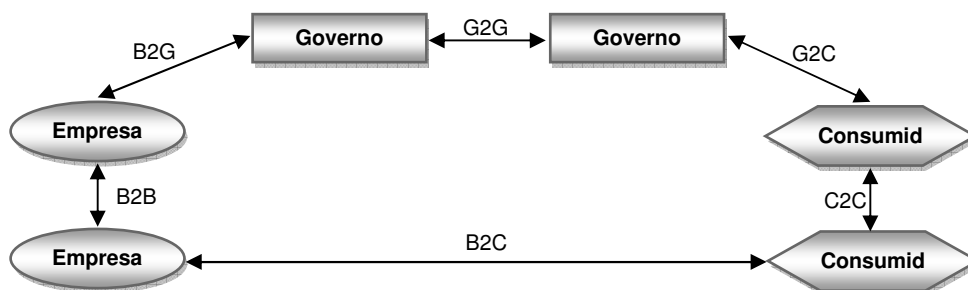 Governo
G2G
Governo
B2G
G2C
Empresa
Consumid
B2B
C2C
Empresa
B2C
Consumid